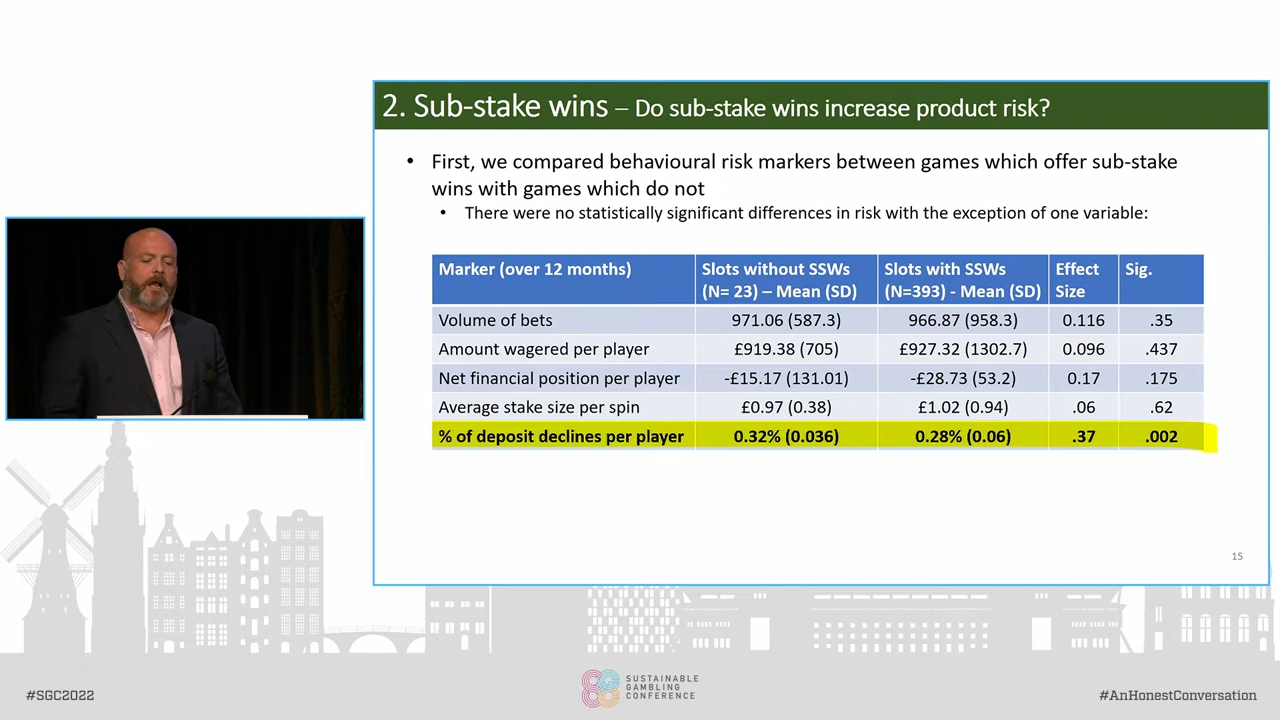 2. Sub-stake wins – Do sub-stake wins increase product risk?
• First, we compared behavioural risk markers between games which offer sub-stake
wins with games which do not
• There were no statistically significant differences in risk with the exception of one variable:
Marker (over 12 months) Slots without SSWs (N= 23) – Mean (SD) Slots with SSWs (N=393) - Mean (SD) Effect Size Sig.
Volume of bets 971.06 (587.3) 966.87 (958.3) 0.116 .35
Amount wagered per player £919.38 (705) £927.32 (1302.7) 0.096 .437
Net financial position per player -£15.17 (131.01) -£28.73 (53.2) 0.17 .175
Average stake size per spin £0.97 (0.38) £1.02 (0.94) .06 .62
% of deposit declines per player 0.32% (0.036) 0.28% (0.06) .37 .002
15
#SGC2022
SUSTAINABLE
GAMBLING
CONFERENCE
#AnHonestConversation